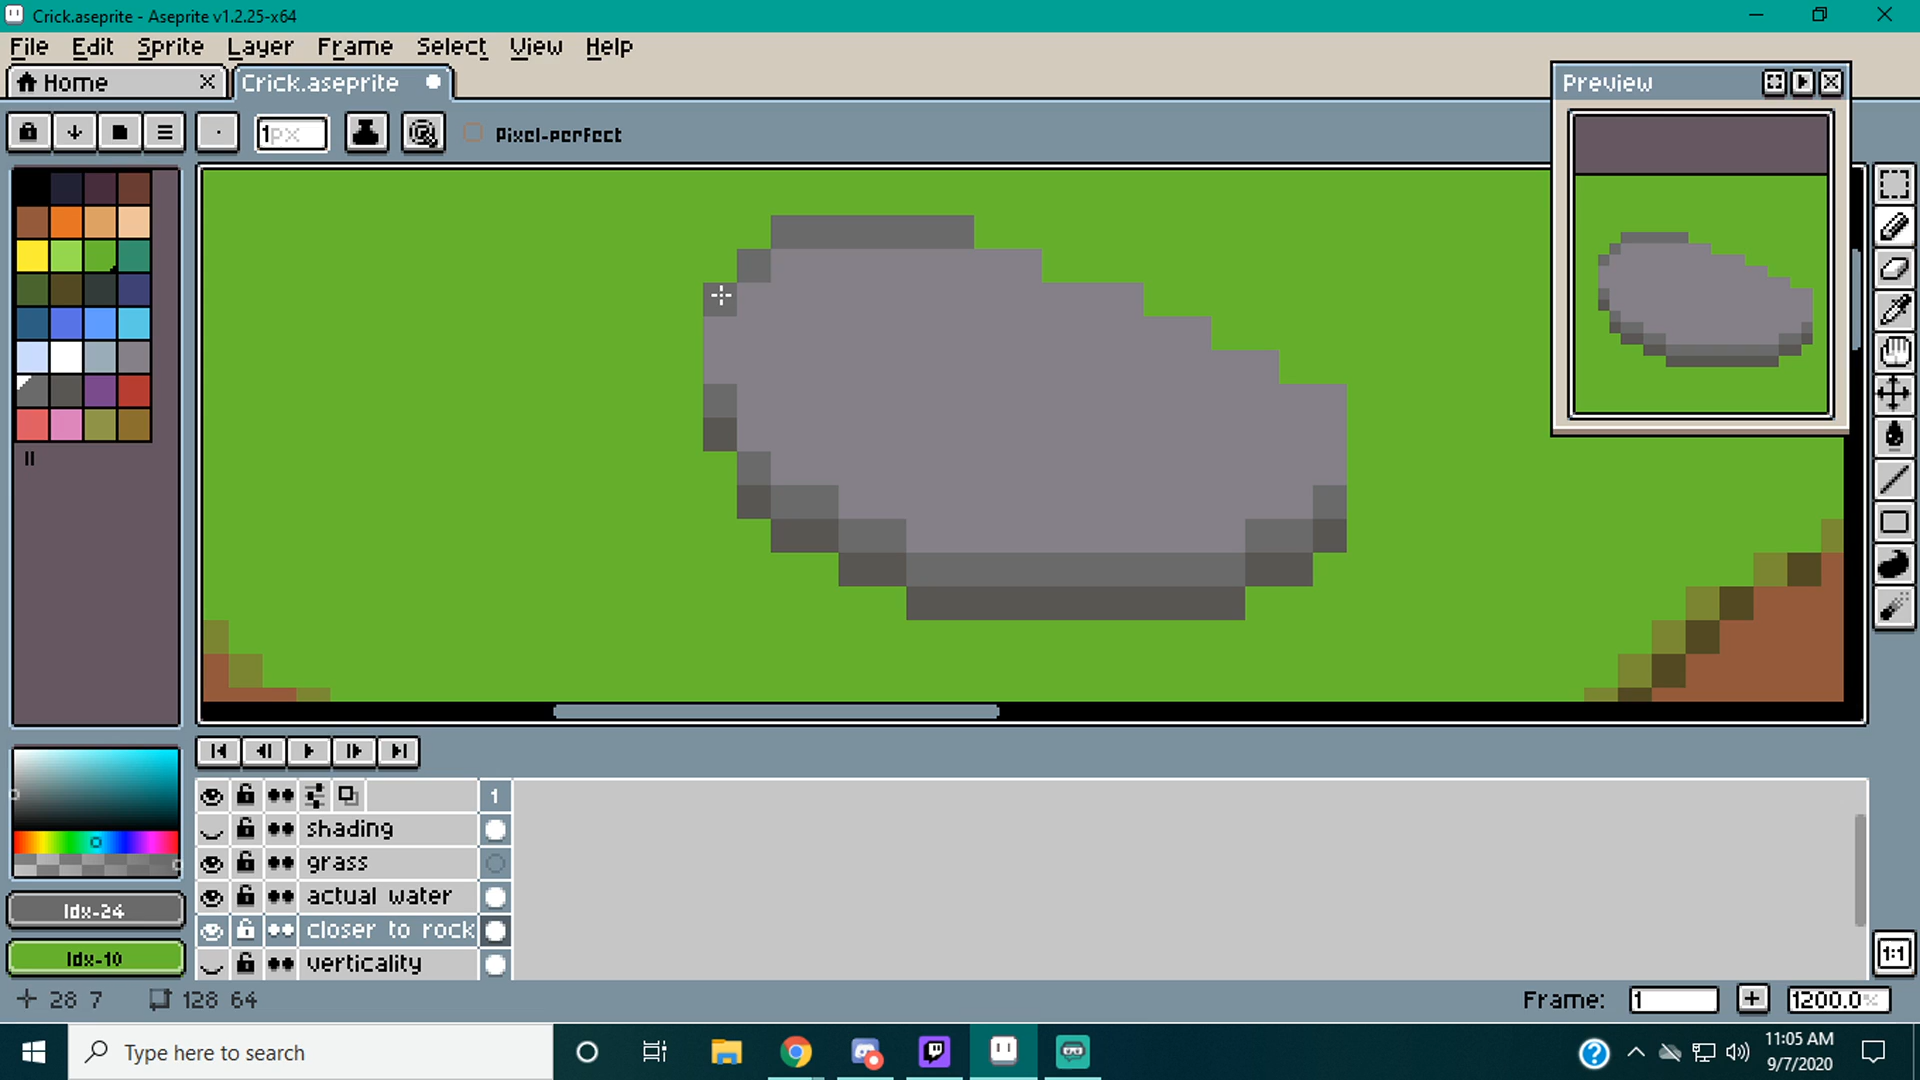 Crick.aseprite - Aseprite v1.2.25-x64
File Edit Sprite Layer Frame Select View Help
Home
Crick.aseprite
Preview
1px
Pixel-perfect
1
shading
grass
actual water
closer to rock
verticality
Idx-24
Idx-10
28 7
128 64
1:1
Frame: 1
1200.0%
Type here to search
11:05 AM
9/7/2020